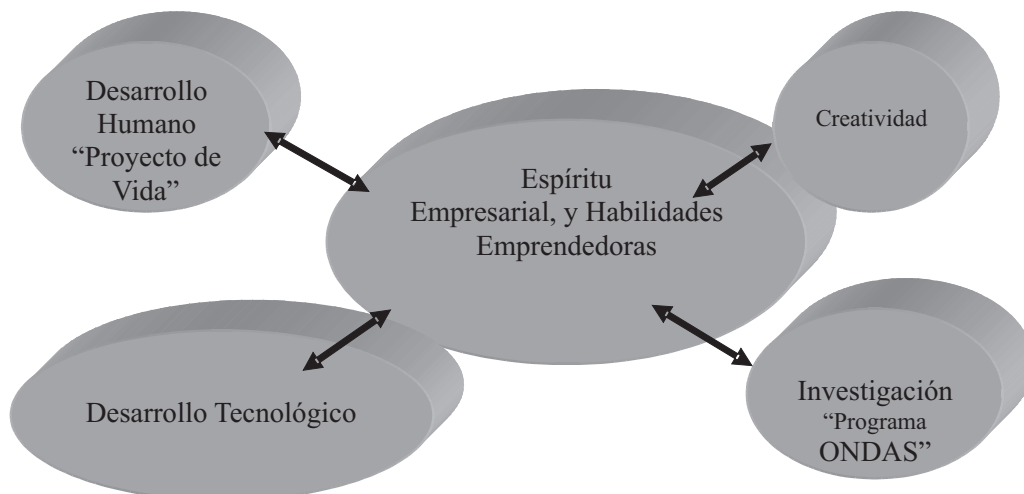 Desarrollo
Humano
“Proyecto de
Vida”
Creatividad
Espíritu
Empresarial, y Habilidades
Emprendedoras
Desarrollo Tecnológico
Investigación
“Programa
ONDAS”